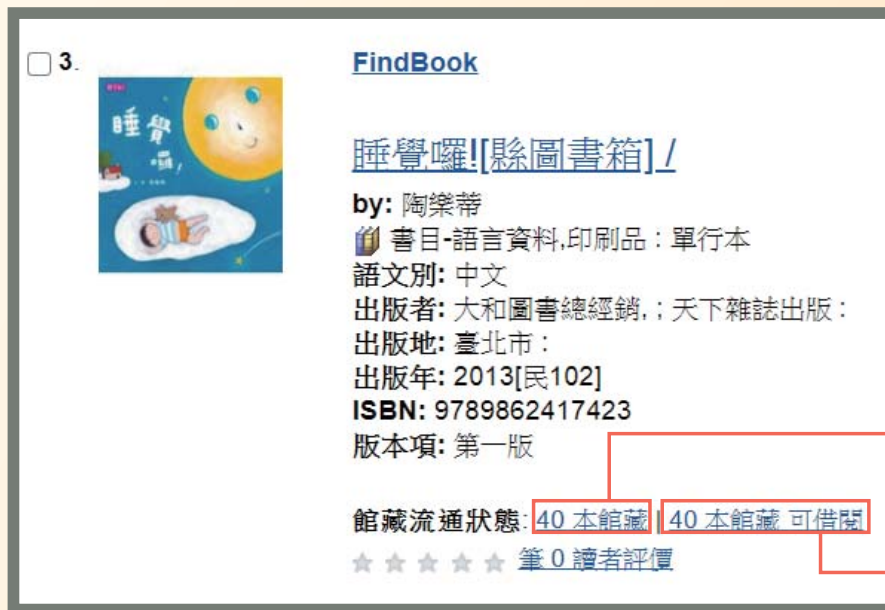 3.
睡覺囉!
FindBook
睡覺囉![縣圖書箱] /
by: 陶樂蒂
書目-語言資料,印刷品 : 單行本
語文別: 中文
出版者: 大和圖書總經銷, ; 天下雜誌出版 :
出版地: 臺北市 :
出版年: 2013[民102]
ISBN: 9789862417423
版本項: 第一版
館藏流通狀態: 40 本館藏 | 40 本館藏 可借閱
筆 0 讀者評價